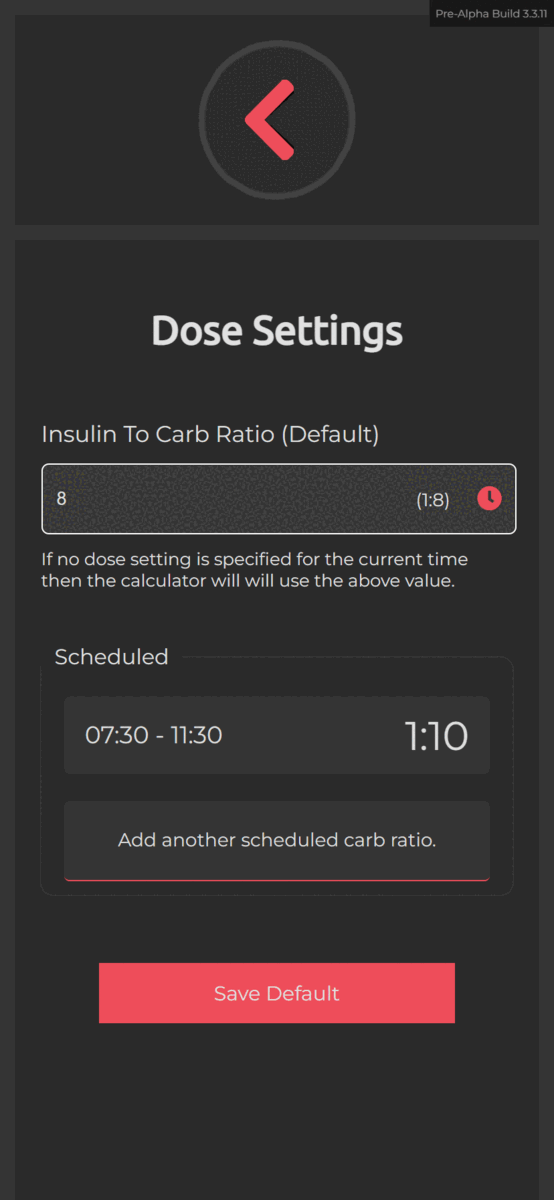 Pre-Alpha Build 3.3.11
Dose Settings
Insulin To Carb Ratio (Default)
8 (1:8)
If no dose setting is specified for the current time
then the calculator will will use the above value.
Scheduled
07:30 - 11:30 1:10
Add another scheduled carb ratio.
Save Default